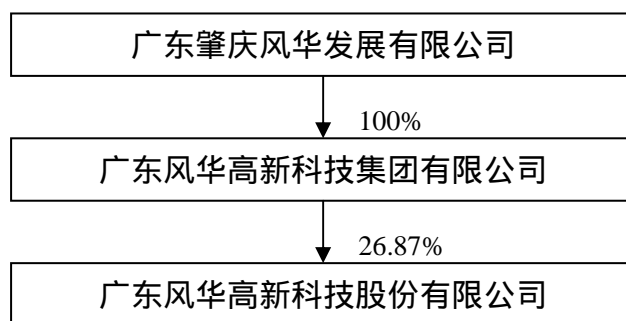 广东肇庆风华发展有限公司
100%
广东风华高新科技集团有限公司
26.87%
广东风华高新科技股份有限公司